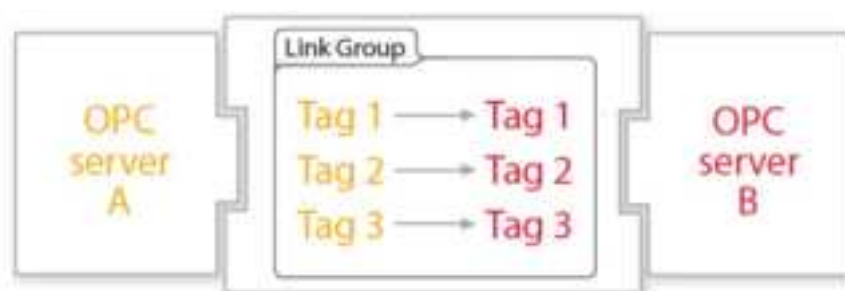 OPC
server
A
Link Group
Tag 1 Tag 1
Tag 2 Tag 2
Tag 3 Tag 3
OPC
server
B